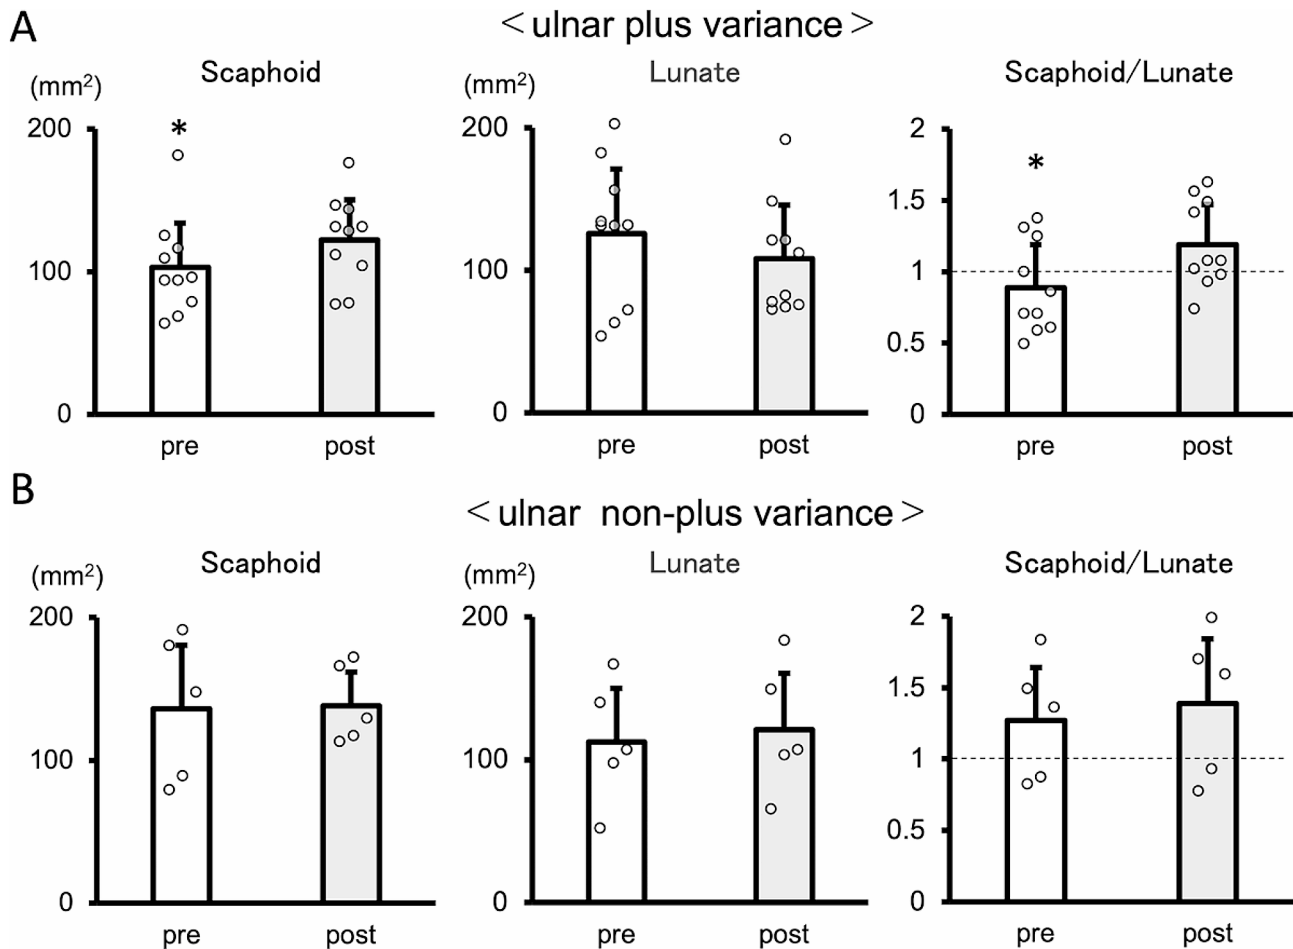 A
＜ulnar plus variance＞
Scaphoid
Lunate
Scaphoid/Lunate
(mm²)
(mm²)
200
100
0
*
pre
post
200
100
0
pre
post
2
1.5
1
0.5
0
*
pre
post
B
＜ulnar non-plus variance＞
Scaphoid
Lunate
Scaphoid/Lunate
(mm²)
(mm²)
200
100
0
pre
post
200
100
0
pre
post
2
1.5
1
0.5
0
pre
post